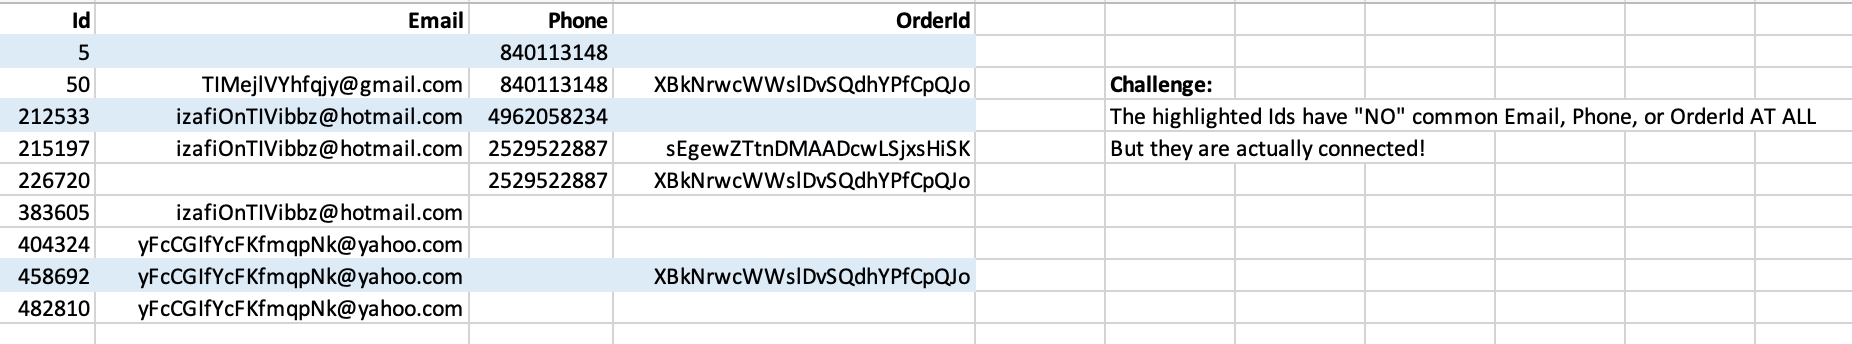 Id Email Phone OrderId
5 840113148
50 TIMejlVYhfqjy@gmail.com 840113148 XBkNrwcWWslDvSQdhYPfCpQJo Challenge:
212533 izafiOnTIVibbz@hotmail.com 4962058234 The highlighted Ids have "NO" common Email, Phone, or OrderId AT ALL
215197 izafiOnTIVibbz@hotmail.com 2529522887 sEgewZTtnDMAADcwLSjxsHiSK But they are actually connected!
226720 2529522887 XBkNrwcWWslDvSQdhYPfCpQJo
383605 izafiOnTIVibbz@hotmail.com
404324 yFcCGIfYcFKfmqpNk@yahoo.com
458692 yFcCGIfYcFKfmqpNk@yahoo.com XBkNrwcWWslDvSQdhYPfCpQJo
482810 yFcCGIfYcFKfmqpNk@yahoo.com